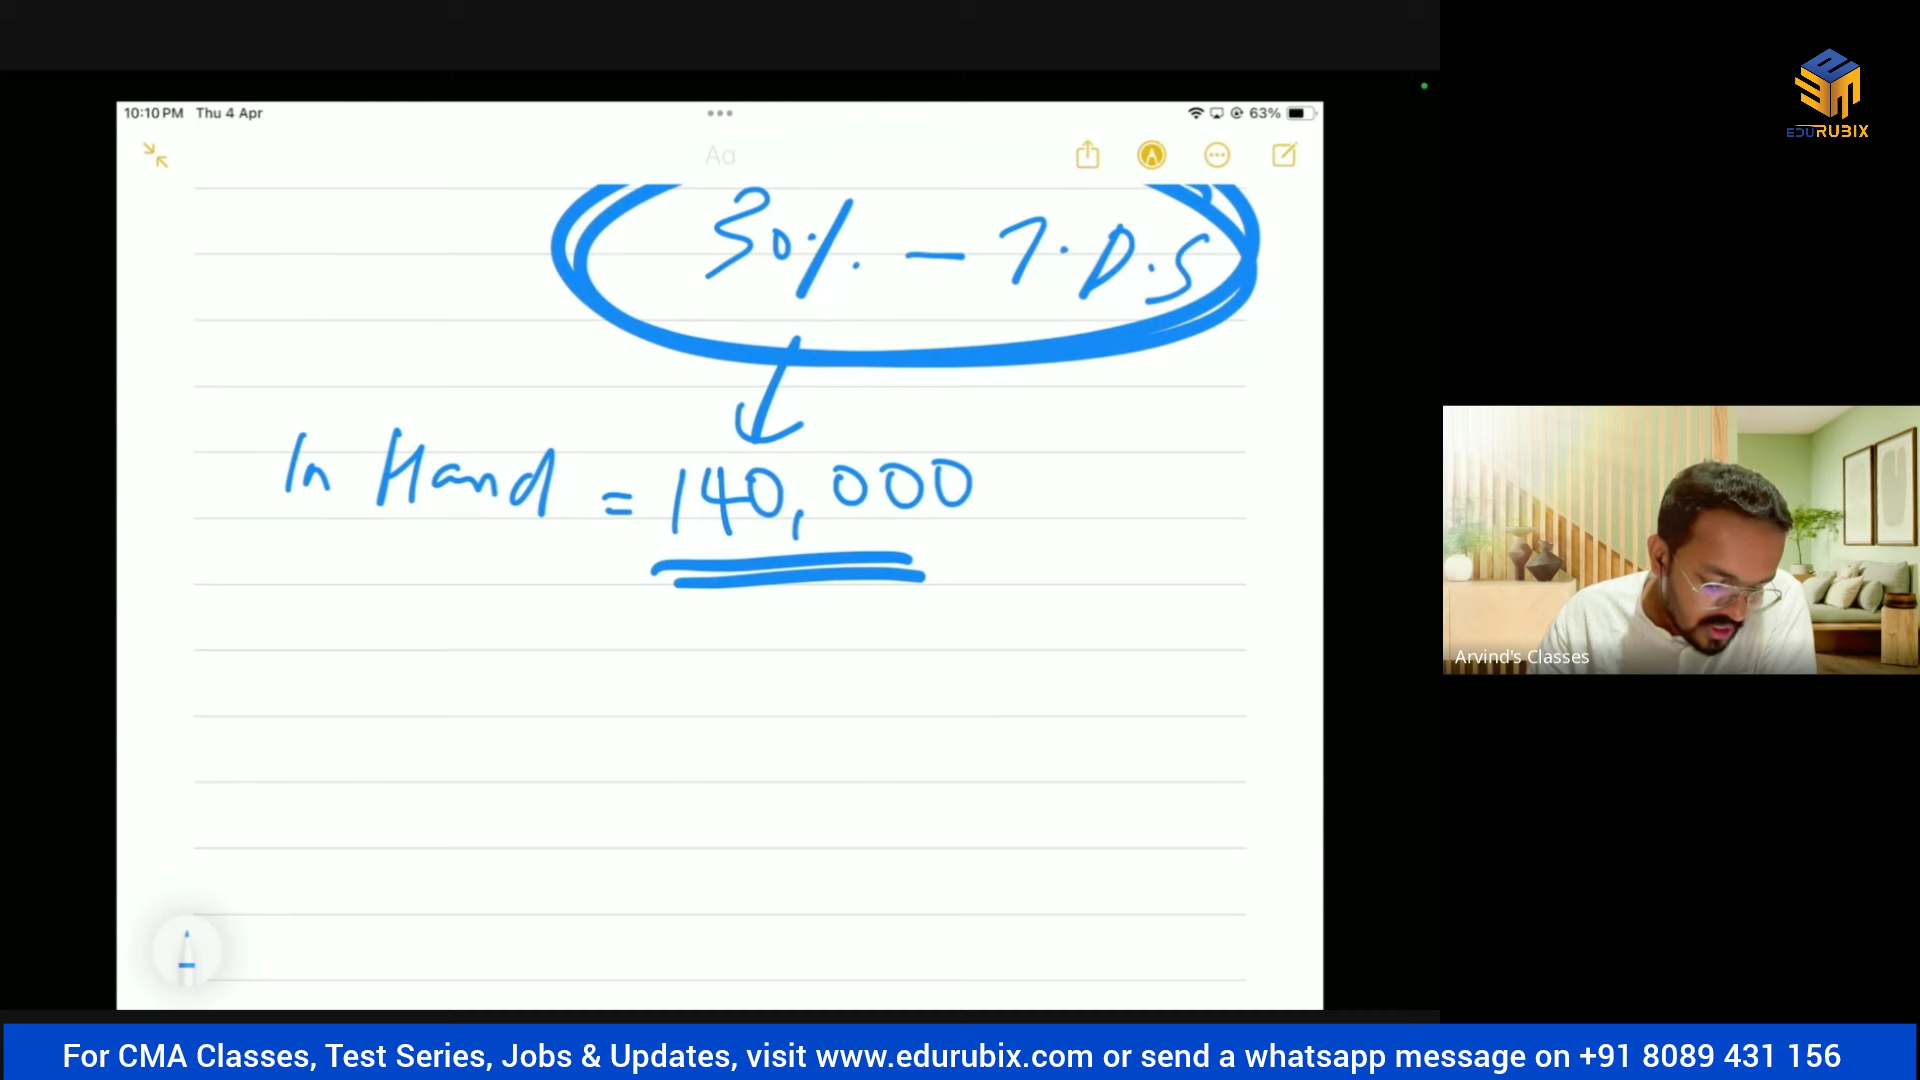 10:10 PM Thu 4 Apr
63%
Aa
30%. - T.D.S
In Hand = 140,000
EDURUBIX
Arvind's Classes
For CMA Classes, Test Series, Jobs & Updates, visit www.edurubix.com or send a whatsapp message on +91 8089 431 156